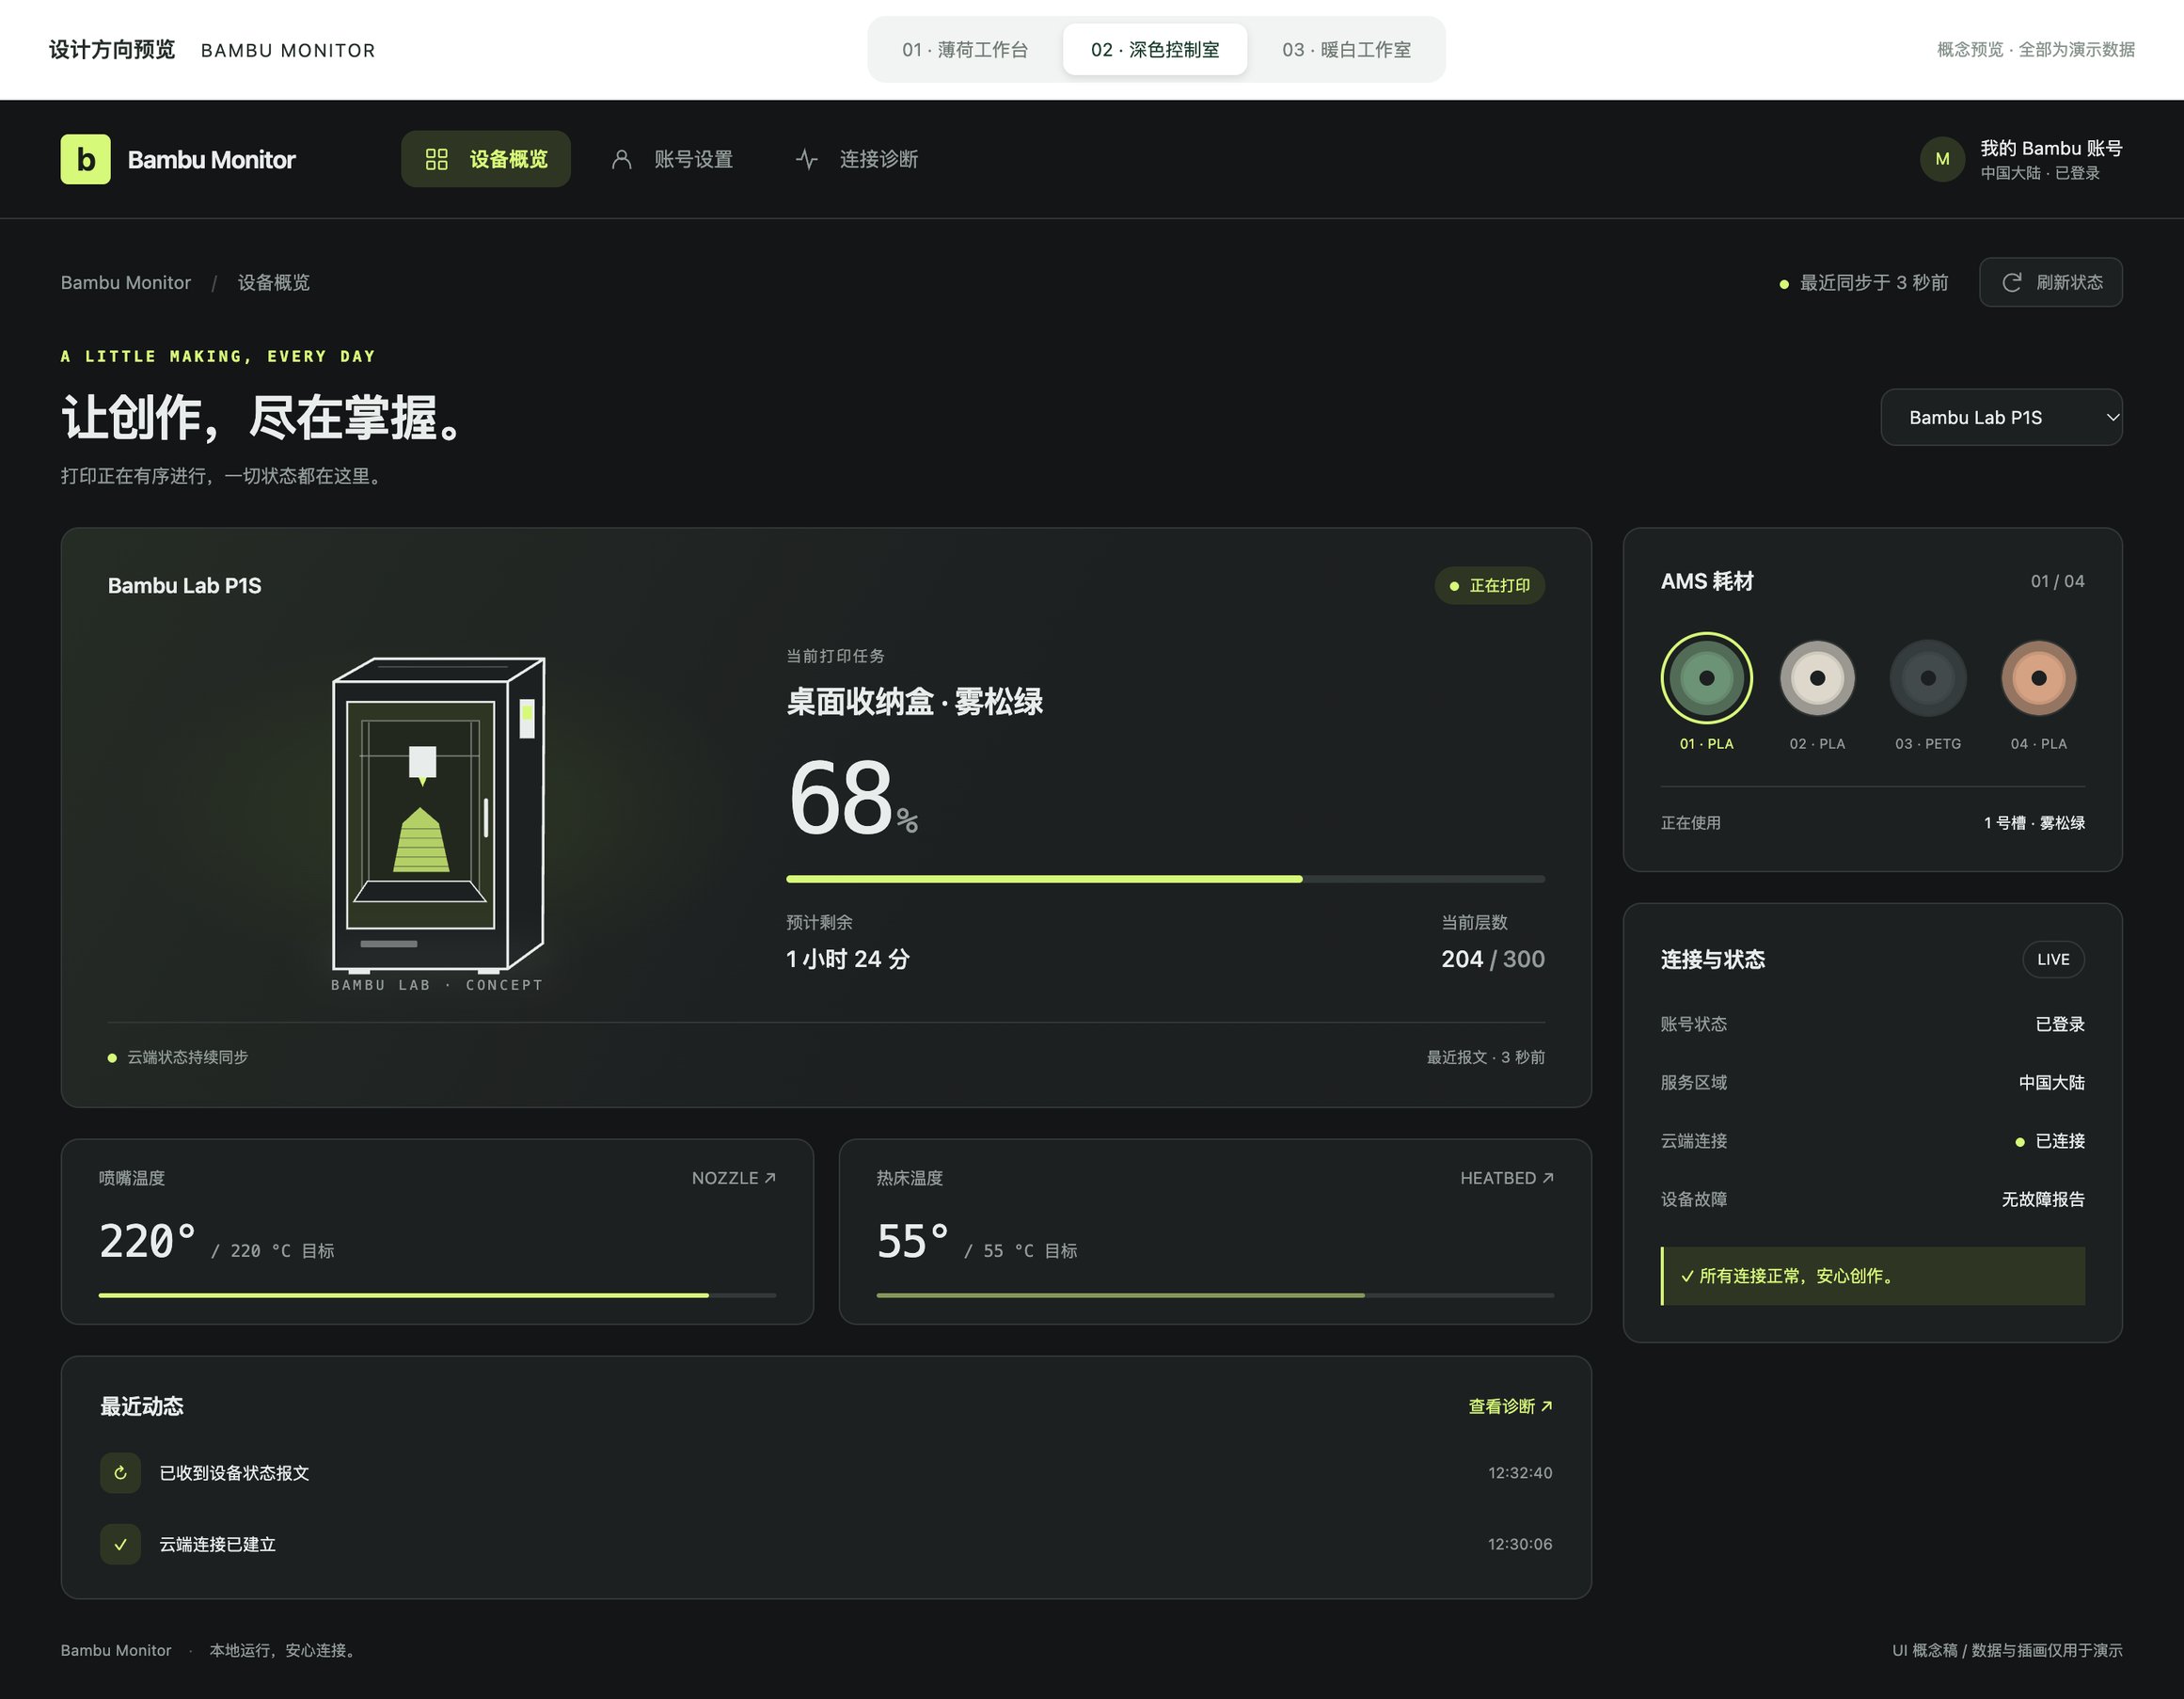 设计方向预览 BAMBU MONITOR
01 · 薄荷工作台
02 · 深色控制室
03 · 暖白工作室
概念预览 · 全部为演示数据
b
Bambu Monitor
设备概览
账号设置
连接诊断
M
我的 Bambu 账号
中国大陆 · 已登录
Bambu Monitor / 设备概览
最近同步于 3 秒前
刷新状态
A LITTLE MAKING, EVERY DAY
让创作，尽在掌握。
打印正在有序进行，一切状态都在这里。
Bambu Lab P1S
Bambu Lab P1S
正在打印
BAMBU LAB · CONCEPT
当前打印任务
桌面收纳盒 · 雾松绿
68%
预计剩余
1 小时 24 分
当前层数
204 / 300
云端状态持续同步
最近报文 · 3 秒前
AMS 耗材
01 / 04
01 · PLA
02 · PLA
03 · PETG
04 · PLA
正在使用
1 号槽 · 雾松绿
连接与状态
LIVE
账号状态
已登录
服务区域
中国大陆
云端连接
已连接
设备故障
无故障报告
✓ 所有连接正常，安心创作。
喷嘴温度
NOZZLE ↗
220° / 220 °C 目标
热床温度
HEATBED ↗
55° / 55 °C 目标
最近动态
查看诊断 ↗
↻ 已收到设备状态报文
12:32:40
✓ 云端连接已建立
12:30:06
Bambu Monitor · 本地运行，安心连接。
UI 概念稿 / 数据与插画仅用于演示